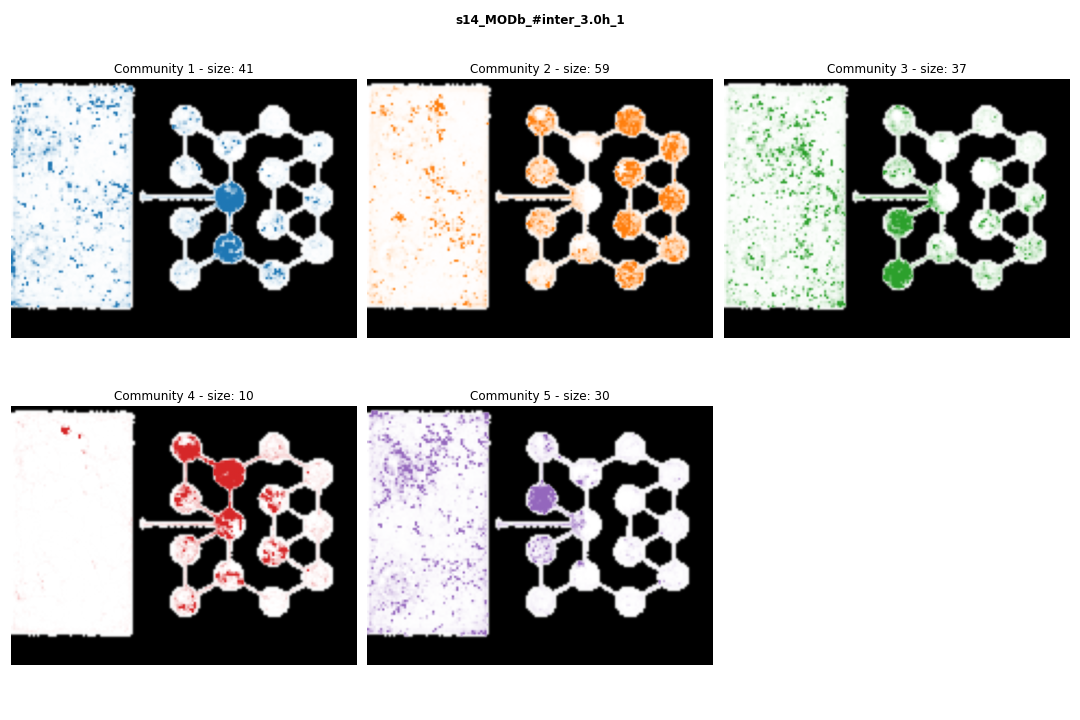 s14_MODb_#inter_3.0h_1
Community 1 - size: 41
Community 2 - size: 59
Community 3 - size: 37
Community 4 - size: 10
Community 5 - size: 30